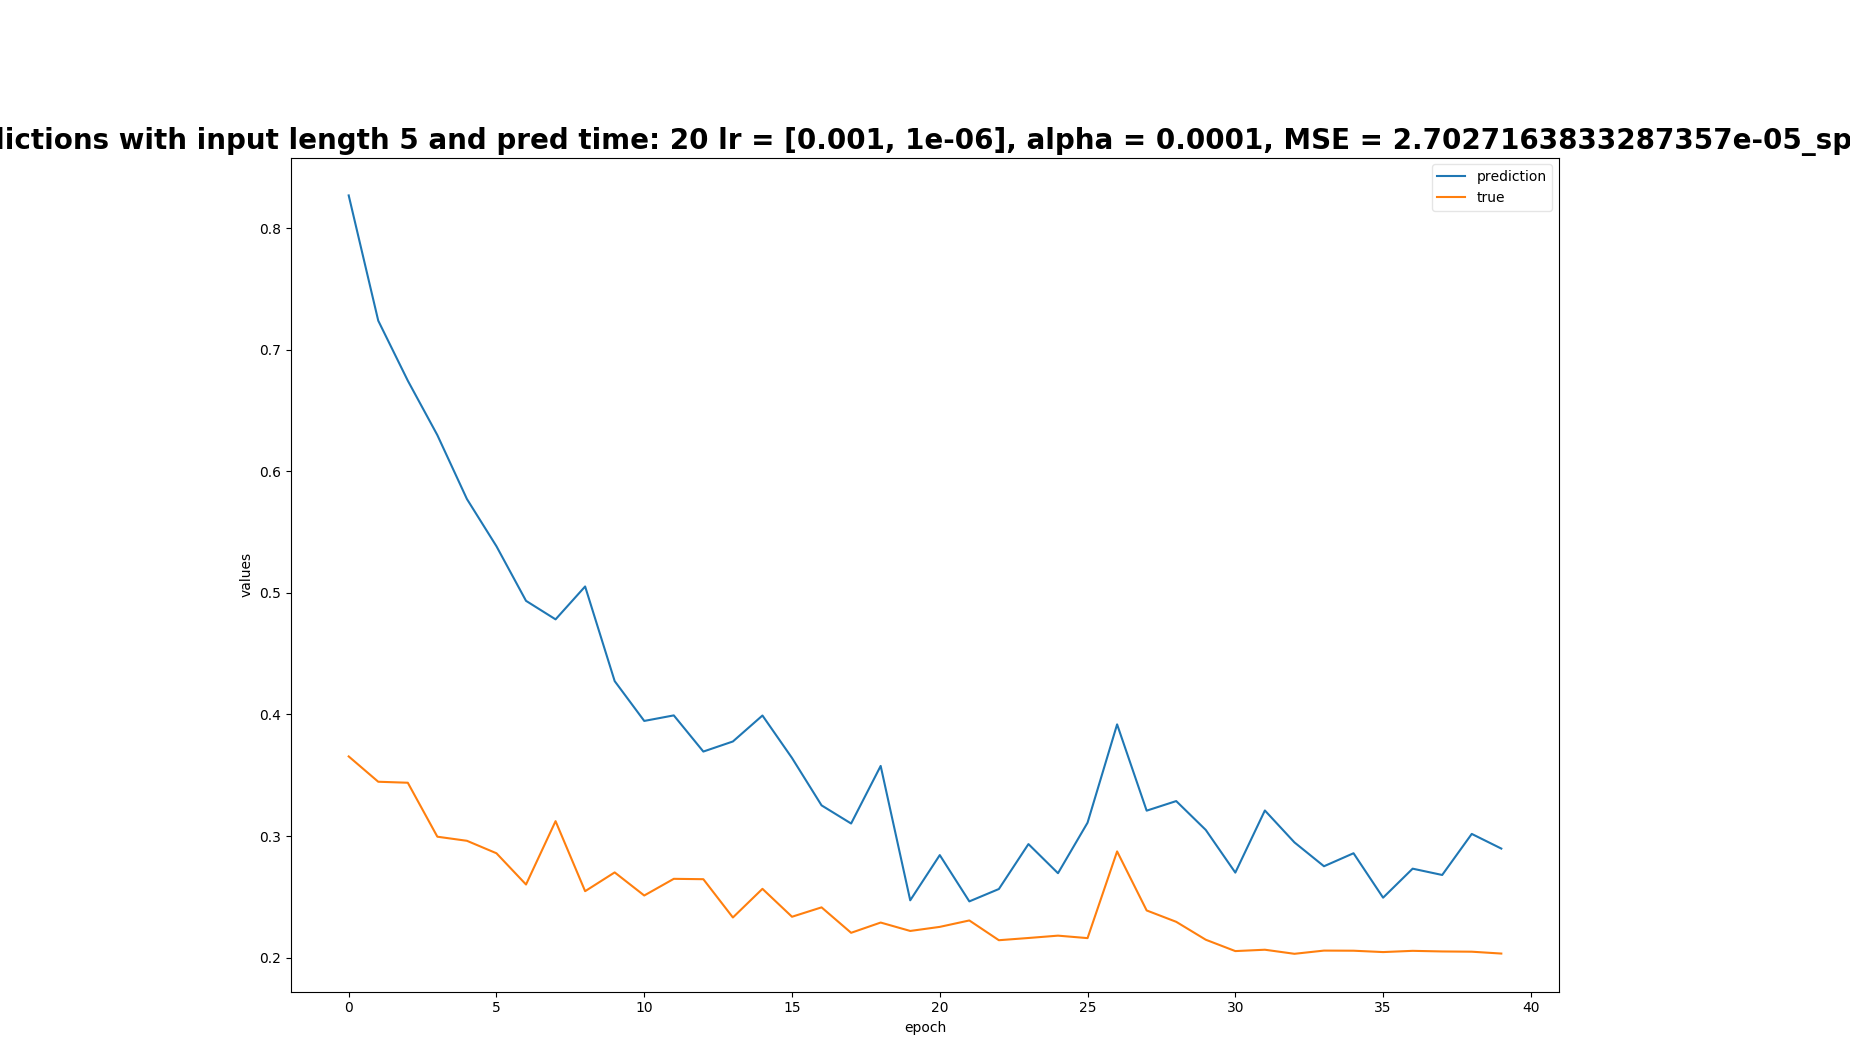 with input length 5 and pred time: 20 lr = [0.001, 1e-06], alpha = 0.0001, MSE = 2.7027163833287357e-05_sp
prediction
true
0.8
0.7
0.6
0.5
0.4
0.3
0.2
values
0 5 10 15 20 25 30 35 40
epoch